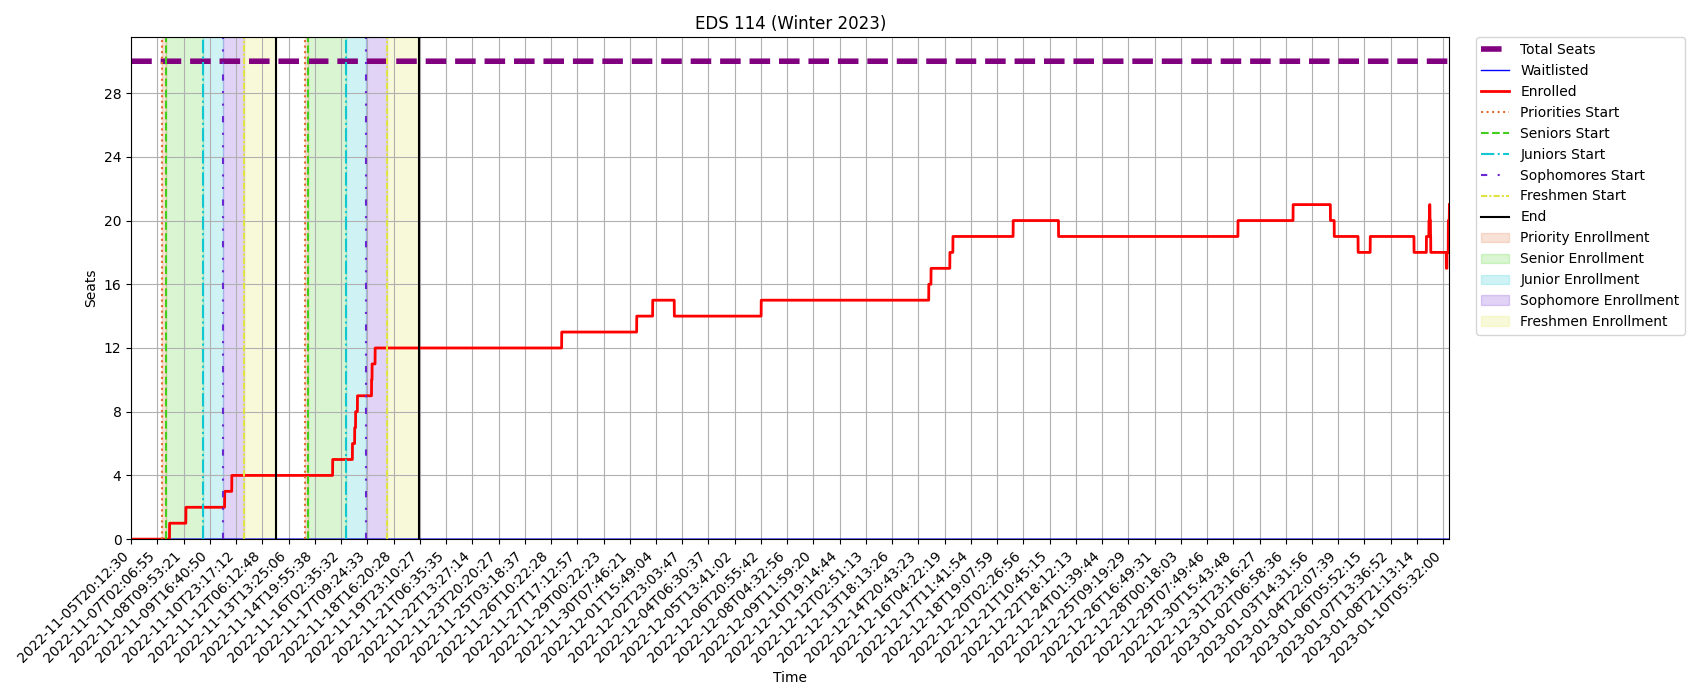 EDS 114 (Winter 2023)
Total Seats
Waitlisted
Enrolled
Priorities Start
Seniors Start
Juniors Start
Sophomores Start
Freshmen Start
End
Priority Enrollment
Senior Enrollment
Junior Enrollment
Sophomore Enrollment
Freshmen Enrollment
Seats
28
24
20
16
12
8
4
0
2022-11-05T20:12:30
2022-11-07T02:06:55
2022-11-08T09:53:21
2022-11-09T16:40:50
2022-11-10T23:17:12
2022-11-12T06:12:48
2022-11-13T13:25:06
2022-11-14T19:55:38
2022-11-16T02:35:32
2022-11-17T09:24:33
2022-11-18T16:20:28
2022-11-19T23:10:27
2022-11-21T06:35:35
2022-11-22T13:27:14
2022-11-23T20:20:27
2022-11-25T03:18:37
2022-11-26T10:22:28
2022-11-27T17:12:57
2022-11-29T00:22:23
2022-11-30T07:46:21
2022-12-01T15:49:04
2022-12-02T23:03:47
2022-12-04T06:30:37
2022-12-05T13:41:02
2022-12-06T20:55:42
2022-12-08T04:32:56
2022-12-09T11:59:20
2022-12-10T19:14:44
2022-12-12T02:51:13
2022-12-13T18:13:26
2022-12-14T20:43:23
2022-12-16T04:22:19
2022-12-17T11:41:54
2022-12-18T19:07:59
2022-12-20T02:26:56
2022-12-21T10:45:15
2022-12-22T18:12:13
2022-12-24T01:39:44
2022-12-25T09:19:29
2022-12-26T16:49:31
2022-12-28T00:18:03
2022-12-29T07:49:46
2022-12-30T15:43:48
2022-12-31T23:16:27
2023-01-02T06:58:36
2023-01-03T14:31:56
2023-01-04T22:07:39
2023-01-06T05:52:15
2023-01-07T13:36:52
2023-01-08T21:13:14
2023-01-10T05:32:00
Time